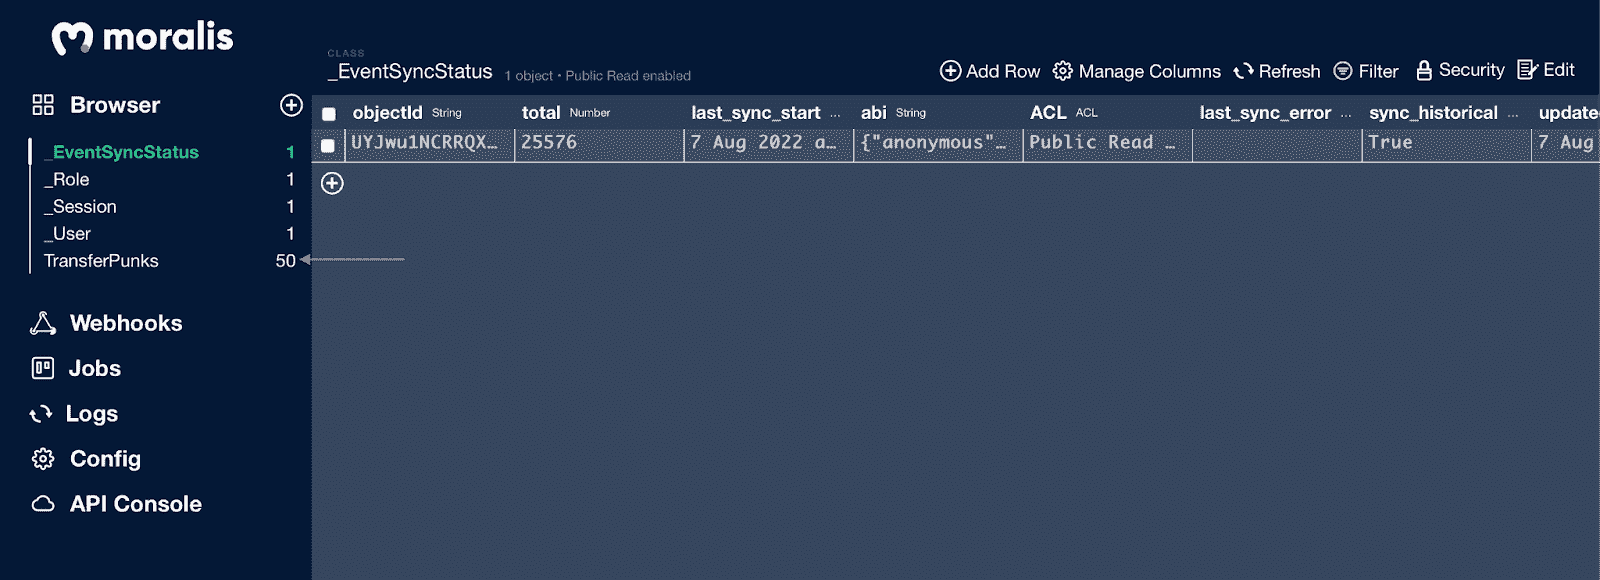 moralis
CLASS
_EventSyncStatus 1 object • Public Read enabled
Add Row Manage Columns Refresh Filter Security Edit
Browser
_EventSyncStatus 1
_Role 1
_Session 1
_User 1
TransferPunks 50
Webhooks
Jobs
Logs
Config
API Console
objectId String total Number last_sync_start ... abi String ACL ACL last_sync_error ... sync_historical ... update
UYJwu1NCRRQX… 25576 7 Aug 2022 a… {"anonymous"… Public Read … True 7 Aug